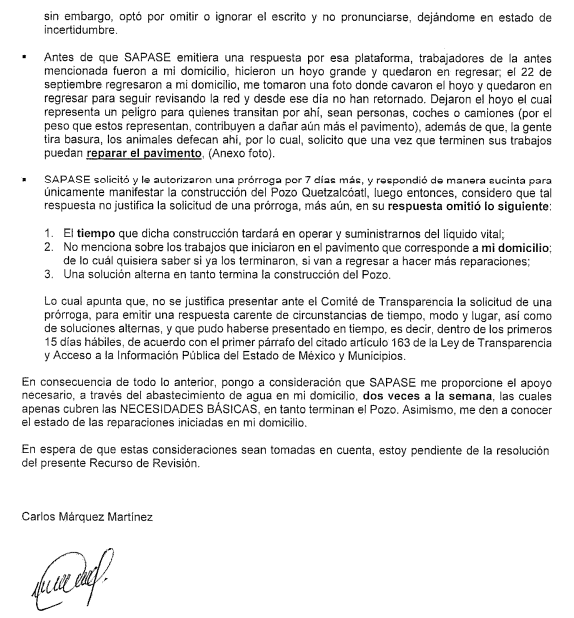 sin embargo, optó por omitir o ignorar el escrito y no pronunciarse, dejándome en estado de
incertidumbre.
▪ Antes de que SAPASE emitiera una respuesta por esa plataforma, trabajadores de la antes
mencionada fueron a mi domicilio, hicieron un hoyo grande y quedaron en regresar; el 22 de
septiembre regresaron a mi domicilio, me tomaron una foto donde cavaron el hoyo y quedaron en
regresar para seguir revisando la red y desde ese día no han retornado. Dejaron el hoyo el cual
representa un peligro para quienes transitan por ahí, sean personas, coches o camiones (por el
peso que estos representan, contribuyen a dañar aún más el pavimento), además de que, la gente
tira basura, los animales defecan ahí, por lo cual, solicito que una vez que terminen sus trabajos
puedan reparar el pavimento, (Anexo foto).
▪ SAPASE solicitó y le autorizaron una prórroga por 7 días más, y respondió de manera sucinta para
únicamente manifestar la construcción del Pozo Quetzalcóatl, luego entonces, considero que tal
respuesta no justifica la solicitud de una prórroga, más aún, en su respuesta omitió lo siguiente:
1. El tiempo que dicha construcción tardará en operar y suministrarnos del líquido vital;
2. No menciona sobre los trabajos que iniciaron en el pavimento que corresponde a mi domicilio;
de lo cuál quisiera saber si ya los terminaron, si van a regresar a hacer más reparaciones;
3. Una solución alterna en tanto termina la construcción del Pozo.
Lo cual apunta que, no se justifica presentar ante el Comité de Transparencia la solicitud de una
prórroga, para emitir una respuesta carente de circunstancias de tiempo, modo y lugar, así como
de soluciones alternas, y que pudo haberse presentado en tiempo, es decir, dentro de los primeros
15 días hábiles, de acuerdo con el primer párrafo del citado artículo 163 de la Ley de Transparencia
y Acceso a la Información Pública del Estado de México y Municipios.
En consecuencia de todo lo anterior, pongo a consideración que SAPASE me proporcione el apoyo
necesario, a través del abastecimiento de agua en mi domicilio, dos veces a la semana, las cuales
apenas cubren las NECESIDADES BÁSICAS, en tanto terminan el Pozo. Asimismo, me den a conocer
el estado de las reparaciones iniciadas en mi domicilio.
En espera de que estas consideraciones sean tomadas en cuenta, estoy pendiente de la resolución
del presente Recurso de Revisión.
Carlos Márquez Martínez